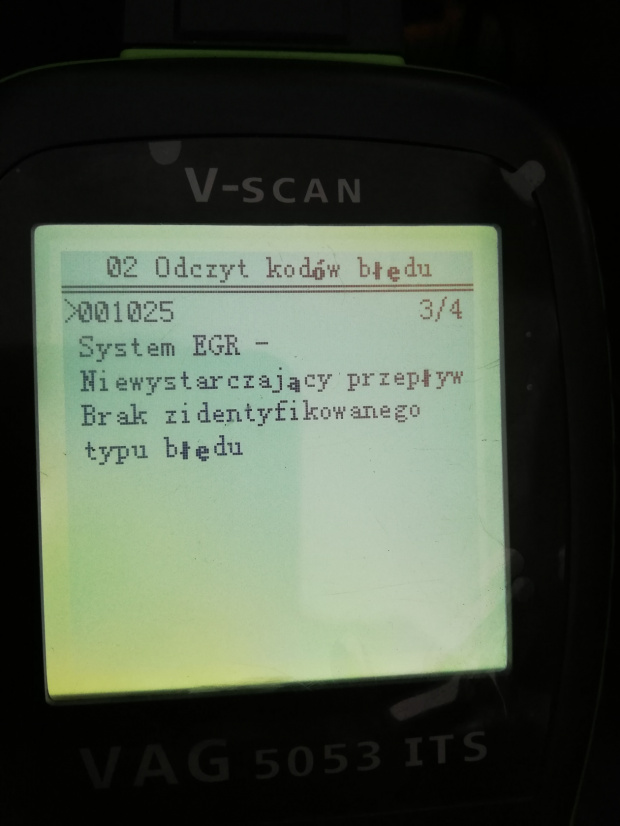 V-SCAN
02 Odczyt kodów błędu
>001025 3/4
System EGR -
Niewystarczający przepływ
Brak zidentyfikowanego
typu błędu
VAG 5053 ITS